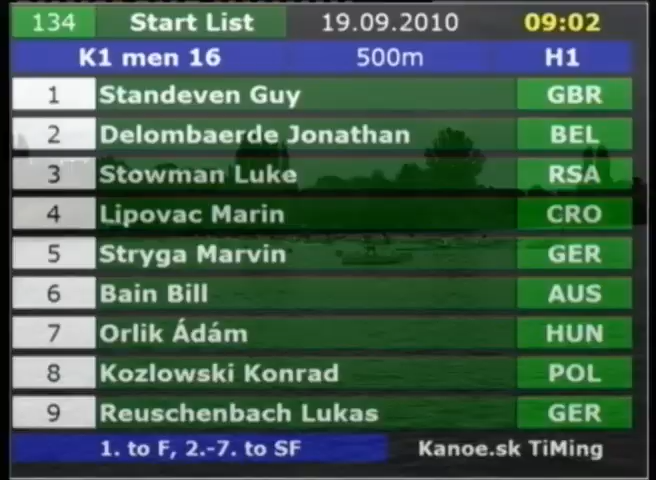 134 Start List 19.09.2010 09:02
K1 men 16 500m H1
1 Standeven Guy GBR
2 Delombaerde Jonathan BEL
3 Stowman Luke RSA
4 Lipovac Marin CRO
5 Stryga Marvin GER
6 Bain Bill AUS
7 Orlik Ádám HUN
8 Kozlowski Konrad POL
9 Reuschenbach Lukas GER
1. to F, 2.-7. to SF Kanoe.sk TiMing